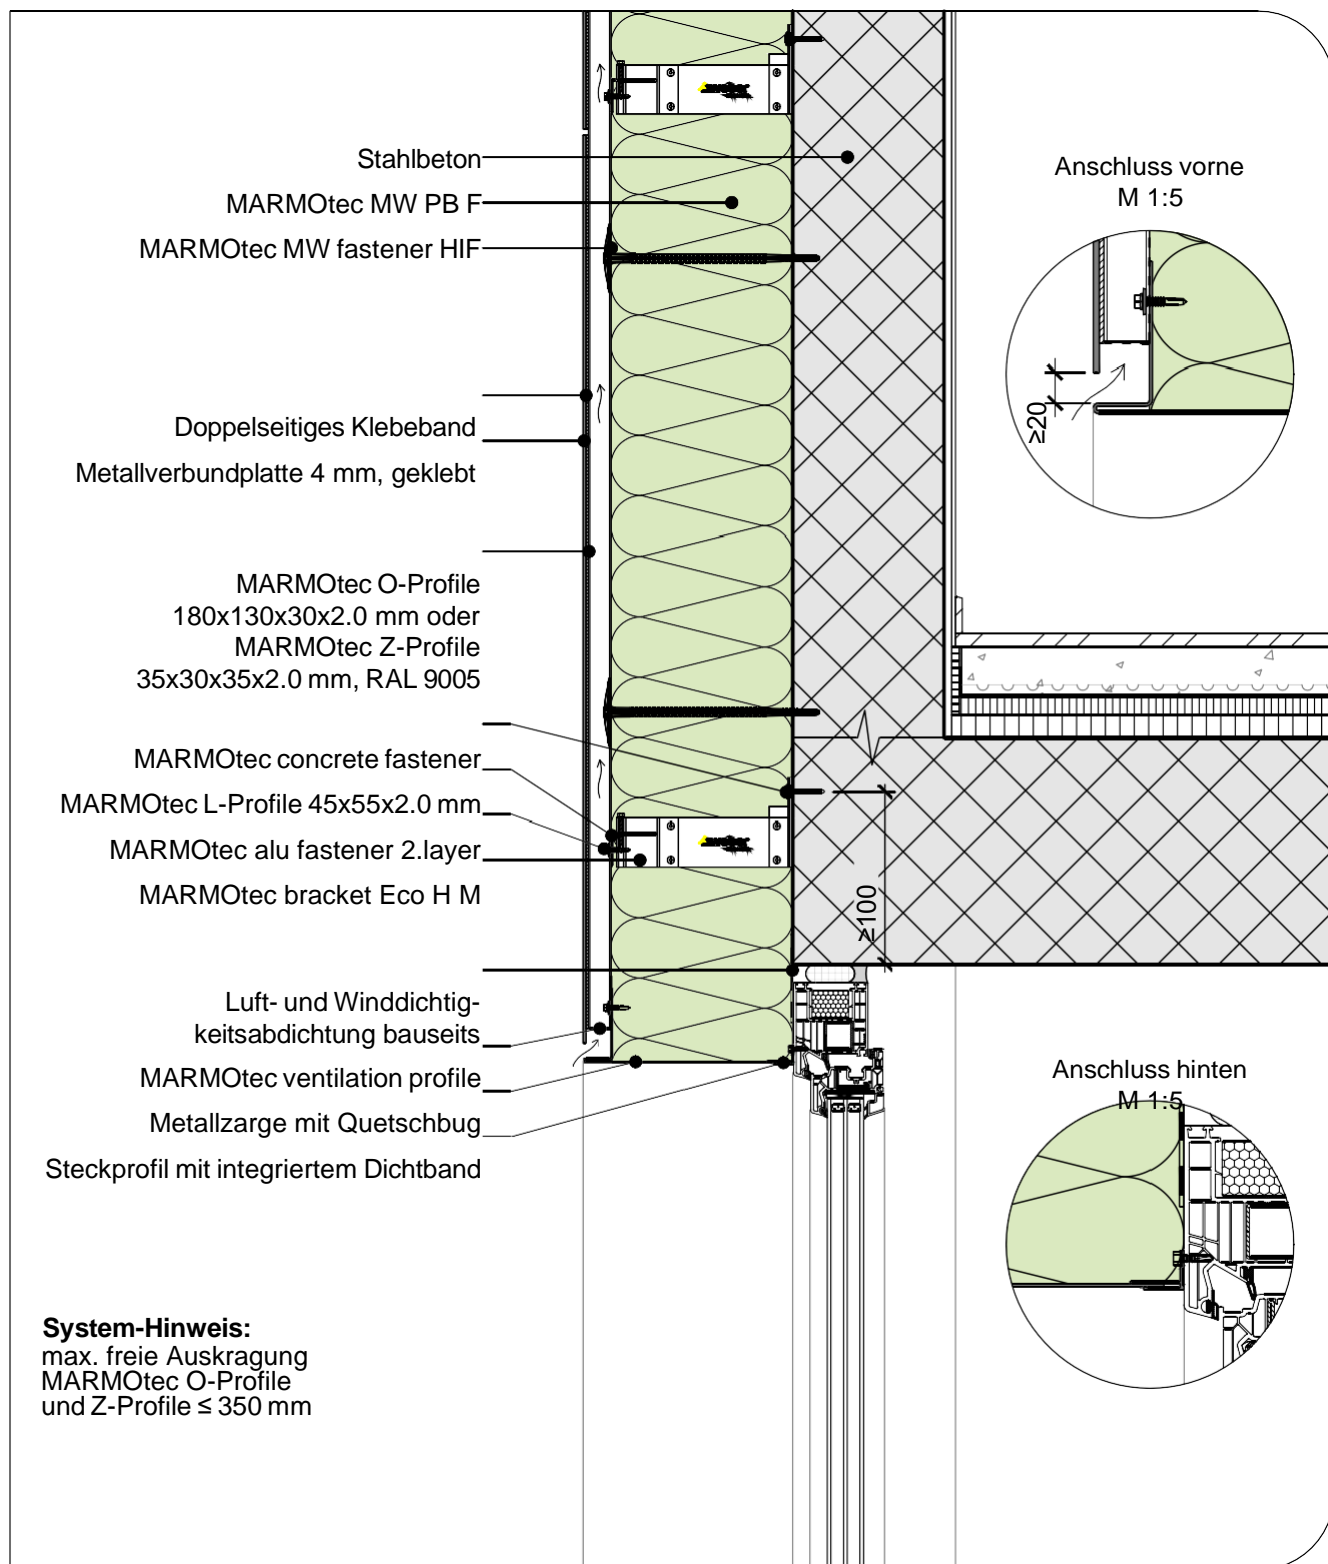 Stahlbeton
MARMOtec MW PB F
MARMOtec MW fastener HIF
Doppelseitiges Klebeband
Metallverbundplatte 4 mm, geklebt
MARMOtec O-Profile
180x130x30x2.0 mm oder
MARMOtec Z-Profile
35x30x35x2.0 mm, RAL 9005
MARMOtec concrete fastener
MARMOtec L-Profile 45x55x2.0 mm
MARMOtec alu fastener 2.layer
MARMOtec bracket Eco H M
Luft- und Winddichtig-
keitsabdichtung bauseits
MARMOtec ventilation profile
Metallzarge mit Quetschbug
Steckprofil mit integriertem Dichtband
System-Hinweis:
max. freie Auskragung
MARMOtec O-Profile
und Z-Profile ≤ 350 mm
≥100
Anschluss vorne
M 1:5
≥20
Anschluss hinten
M 1:5